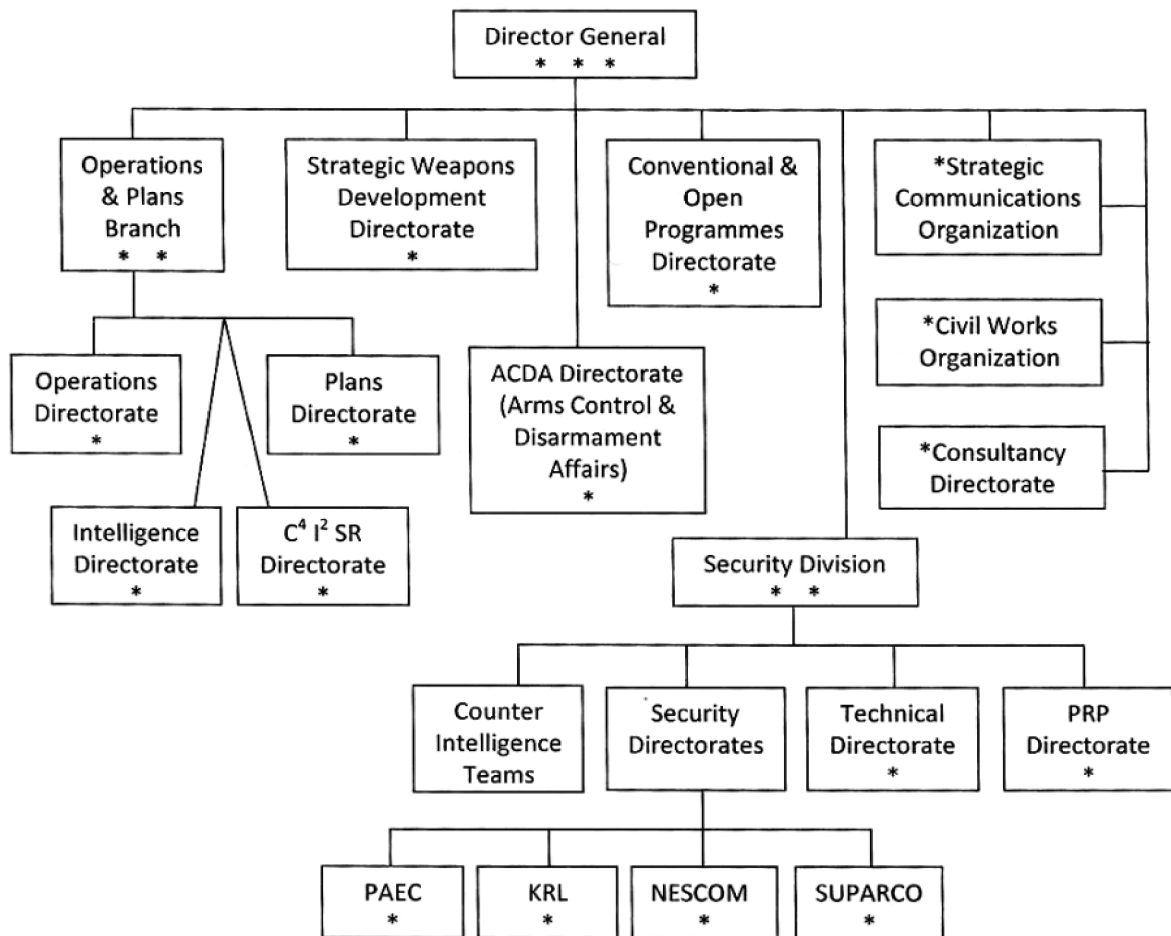 Director General
* * *
Operations
& Plans
Branch
* *
Strategic Weapons
Development
Directorate
*
Conventional &
Open
Programmes
Directorate
*
*Strategic
Communications
Organization
*Civil Works
Organization
*Consultancy
Directorate
Operations
Directorate
*
Plans
Directorate
*
ACDA Directorate
(Arms Control &
Disarmament
Affairs)
*
Intelligence
Directorate
*
C⁴ I² SR
Directorate
*
Security Division
* *
Counter
Intelligence
Teams
Security
Directorates
Technical
Directorate
*
PRP
Directorate
*
PAEC
*
KRL
*
NESCOM
*
SUPARCO
*